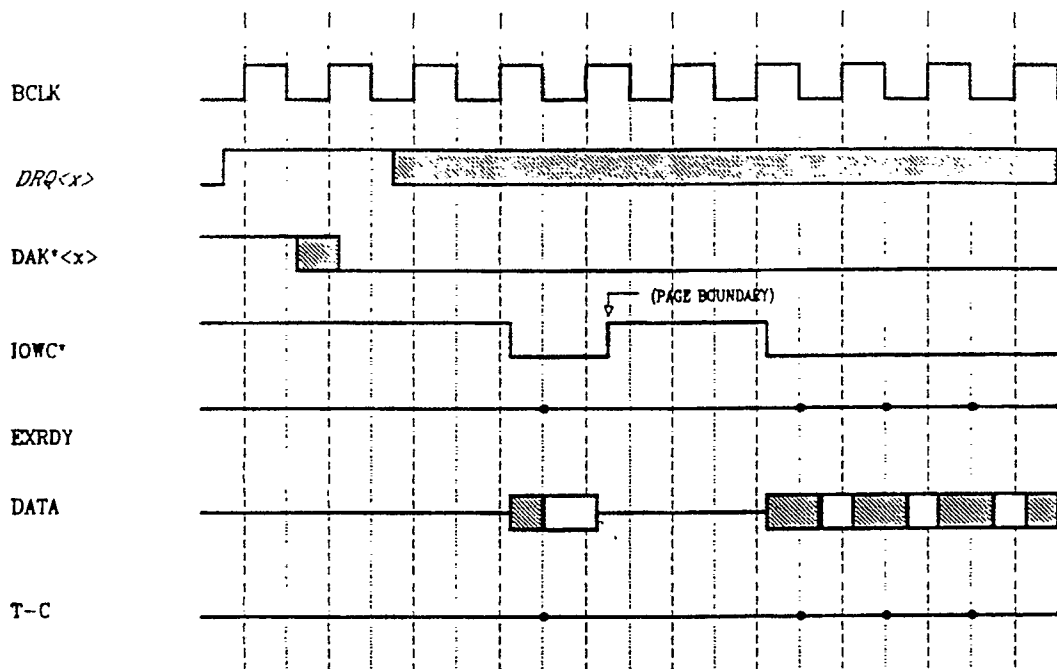 BCLK
DRQ<x>
DAK*<x>
(PAGE BOUNDARY)
IOWC*
EXRDY
DATA
T-C